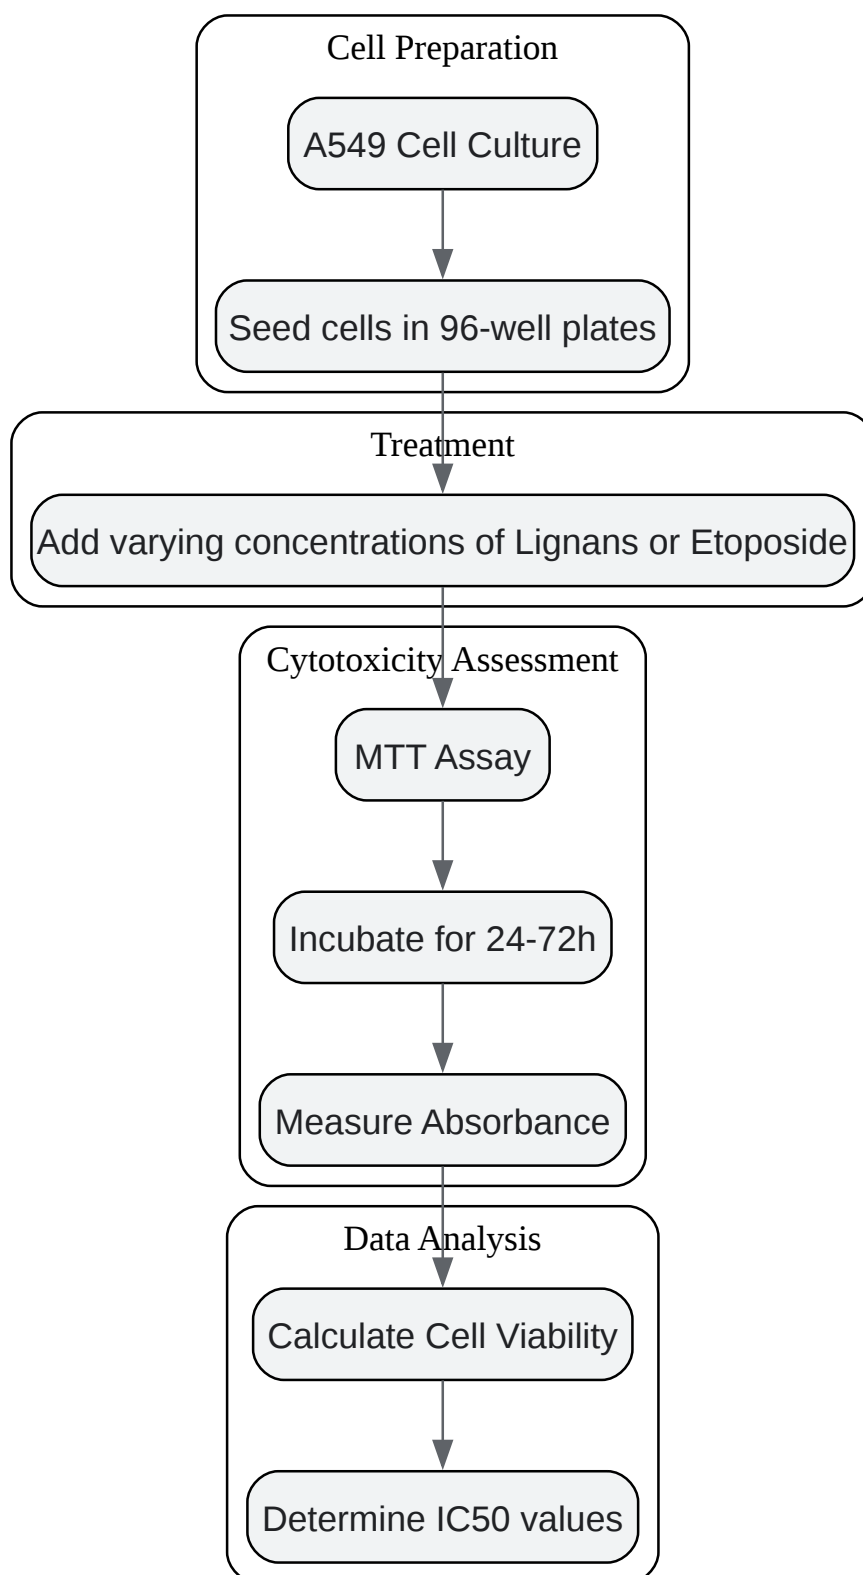 Cell Preparation
A549 Cell Culture
Seed cells in 96-well plates
Treatment
Add varying concentrations of Lignans or Etoposide
Cytotoxicity Assessment
MTT Assay
Incubate for 24-72h
Measure Absorbance
Data Analysis
Calculate Cell Viability
Determine IC50 values